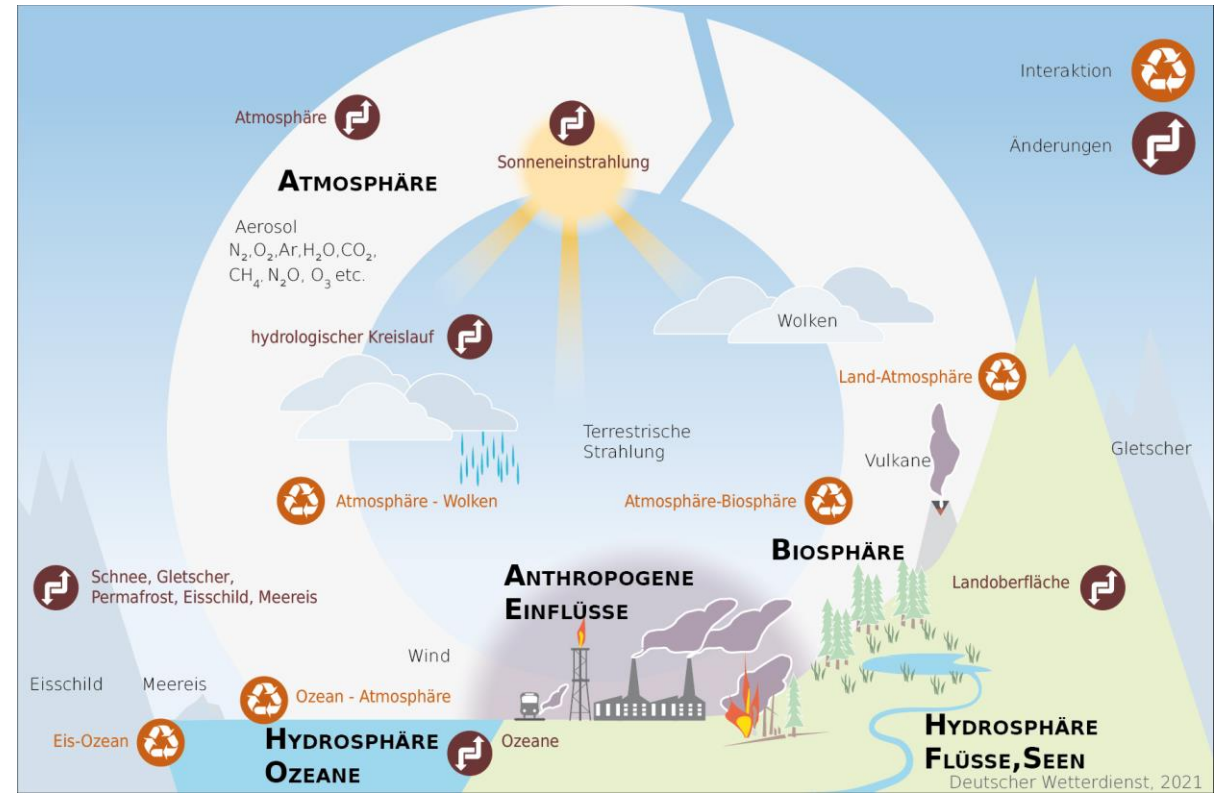 Interaktion
Änderungen
Atmosphäre
Sonneneinstrahlung
ATMOSPHÄRE
Aerosol
N₂,O₂,Ar,H₂O,CO₂,
CH₄, N₂O, O₃ etc.
Wolken
hydrologischer Kreislauf
Land-Atmosphäre
Terrestrische
Strahlung
Vulkane
Gletscher
Atmosphäre - Wolken
Atmosphäre-Biosphäre
BIOSPHÄRE
Schnee, Gletscher,
Permafrost, Eisschild, Meereis
ANTHROPOGENE
EINFLÜSSE
Landoberfläche
Wind
Eisschild
Meereis
Ozean - Atmosphäre
Eis-Ozean
HYDROSPHÄRE
OZEANE
Ozeane
HYDROSPHÄRE
FLÜSSE,SEEN
Deutscher Wetterdienst, 2021